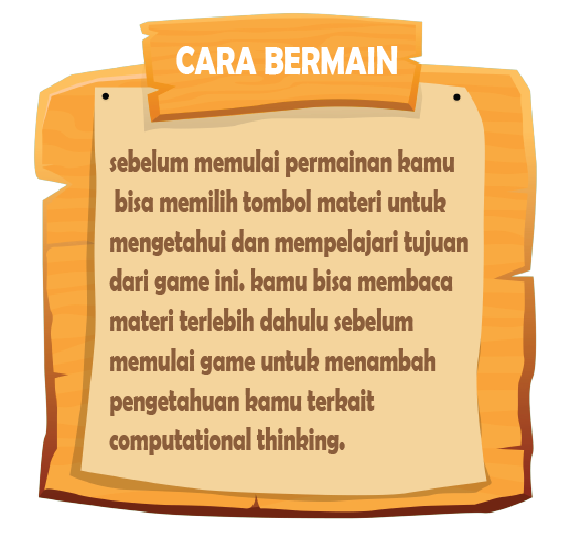 CARA BERMAIN
sebelum memulai permainan kamu
bisa memilih tombol materi untuk
mengetahui dan mempelajari tujuan
dari game ini. kamu bisa membaca
materi terlebih dahulu sebelum
memulai game untuk menambah
pengetahuan kamu terkait
computational thinking.